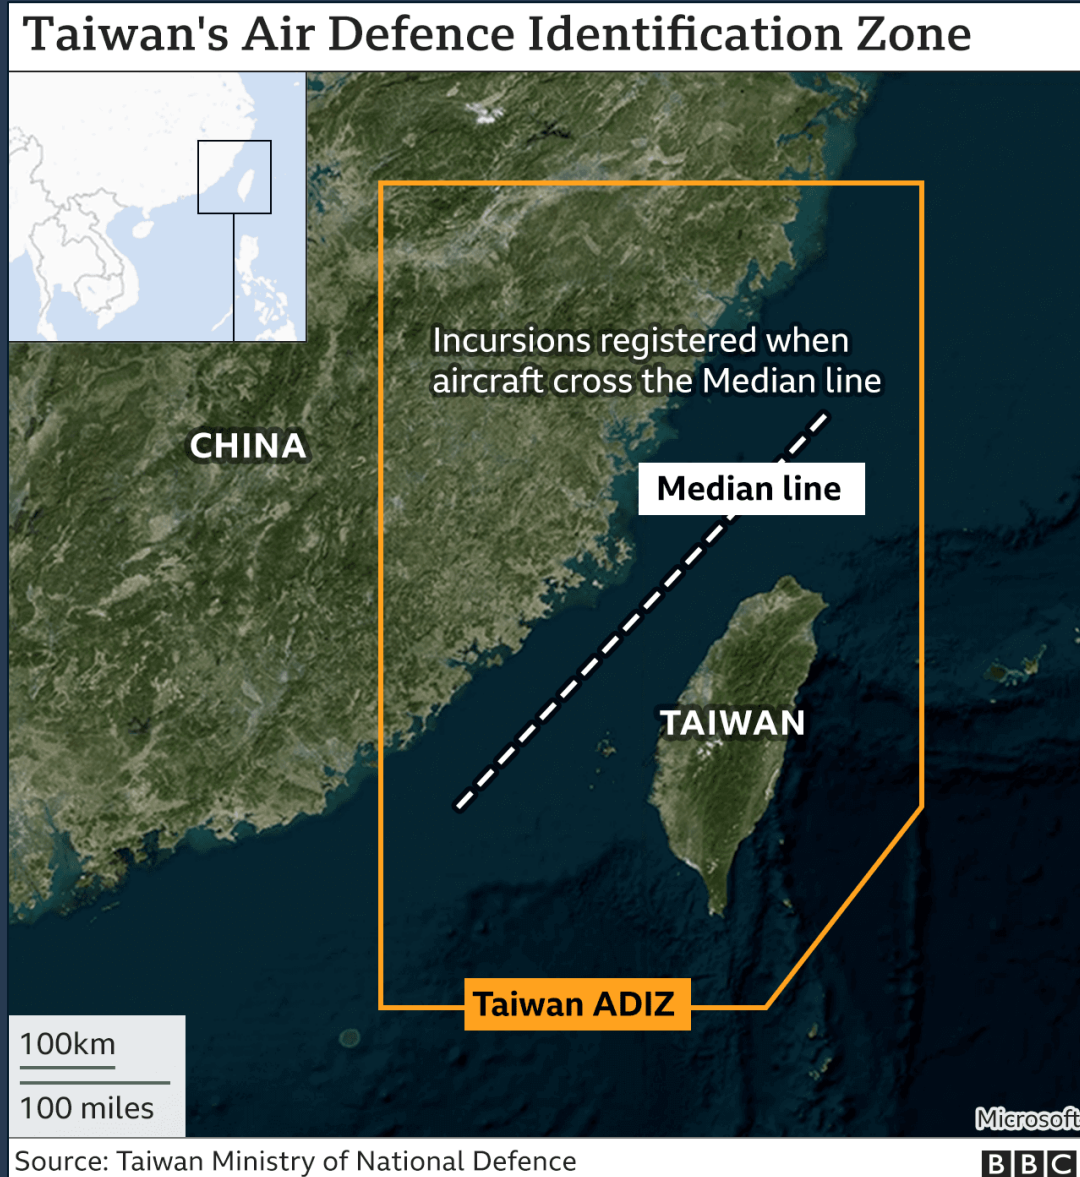 Taiwan's Air Defence Identification Zone
Incursions registered when
aircraft cross the Median line
CHINA
Median line
TAIWAN
Taiwan ADIZ
100km
100 miles
Microsoft
Source: Taiwan Ministry of National Defence
BBC